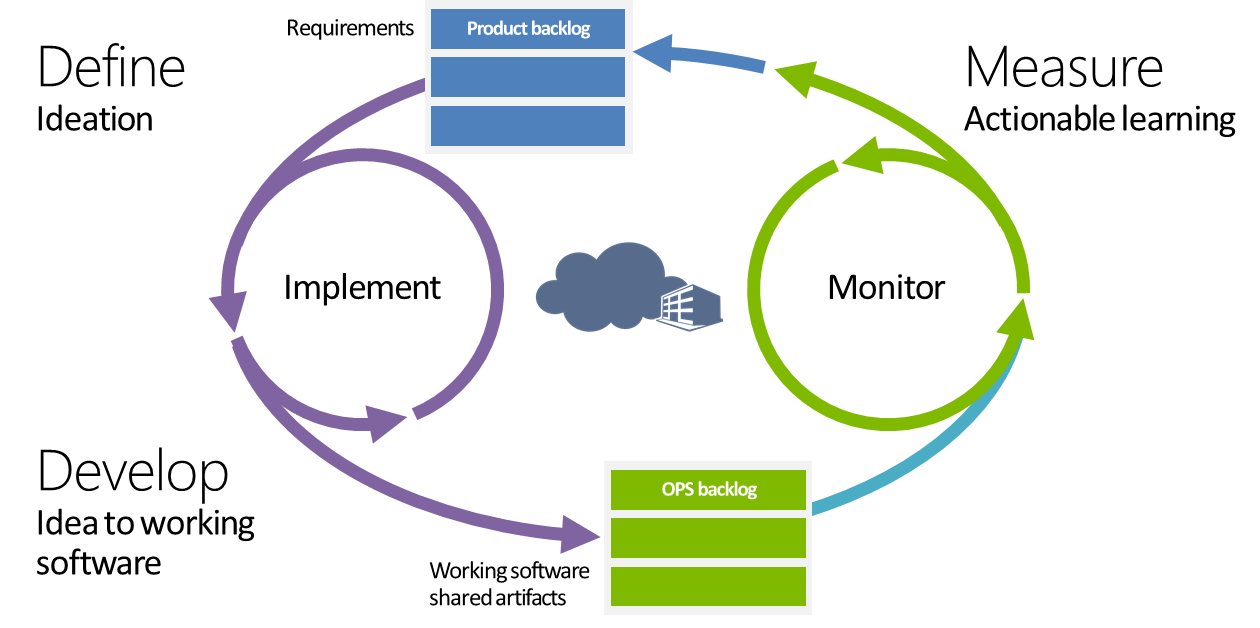 Define
Ideation
Requirements
Product backlog
Measure
Actionable learning
Implement
Monitor
Develop
Idea to working
software
OPS backlog
Working software
shared artifacts